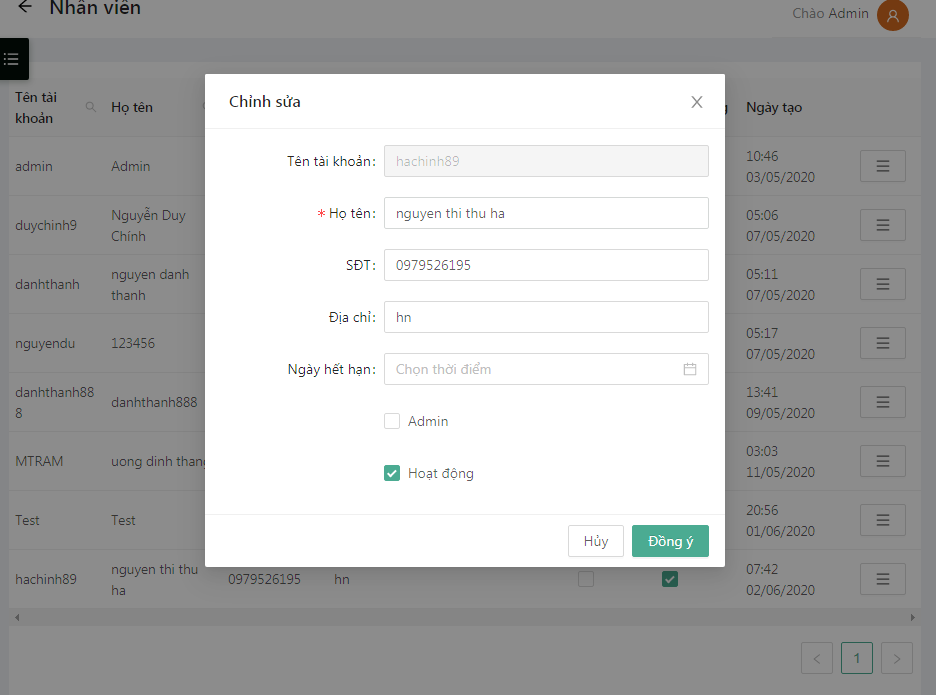 Nhân viên
Chào Admin
Chỉnh sửa
Tên tài khoản:
hachinh89
* Họ tên:
nguyen thi thu ha
SĐT:
0979526195
Địa chỉ:
hn
Ngày hết hạn:
Chọn thời điểm
Admin
Hoạt động
Hủy
Đồng ý
Tên tài
khoản
Họ tên
Ngày tạo
admin
Admin
10:46
03/05/2020
duychinh9
Nguyễn Duy
Chính
05:06
07/05/2020
danhthanh
nguyen danh
thanh
05:11
07/05/2020
nguyendu
123456
05:17
07/05/2020
danhthanh88
8
danhthanh888
13:41
09/05/2020
MTRAM
uong dinh thang
03:03
11/05/2020
Test
Test
20:56
01/06/2020
hachinh89
nguyen thi thu
ha
0979526195
hn
07:42
02/06/2020
1